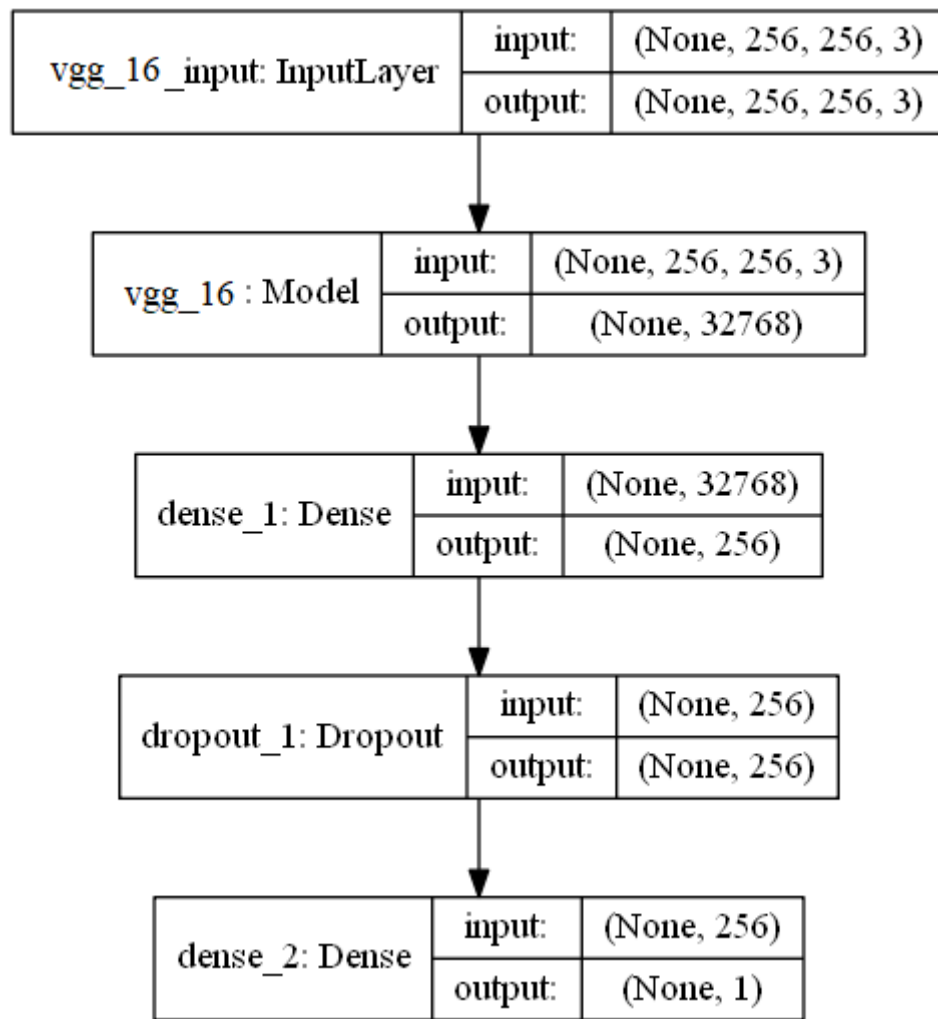 vgg_16_input: InputLayer
input: (None, 256, 256, 3)
output: (None, 256, 256, 3)
vgg_16 : Model
input: (None, 256, 256, 3)
output: (None, 32768)
dense_1: Dense
input: (None, 32768)
output: (None, 256)
dropout_1: Dropout
input: (None, 256)
output: (None, 256)
dense_2: Dense
input: (None, 256)
output: (None, 1)